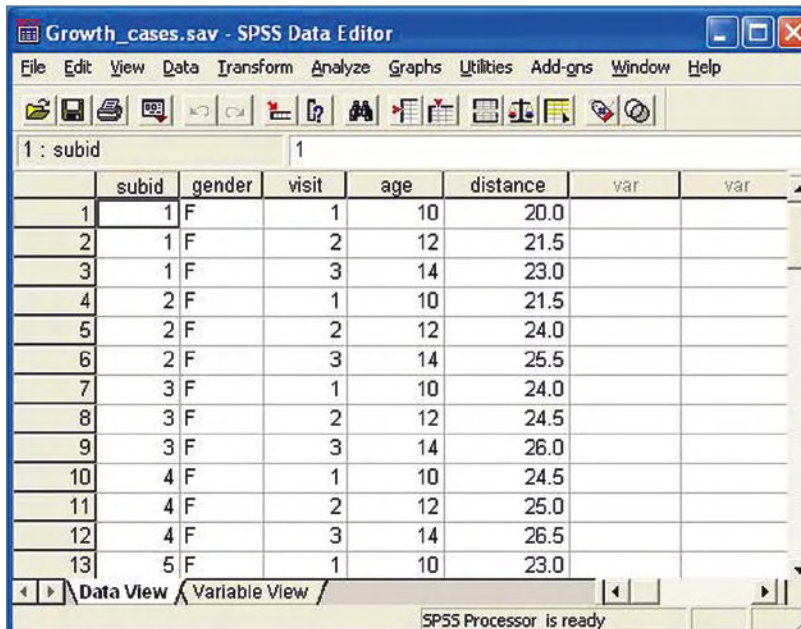 Growth_cases.sav - SPSS Data Editor
File Edit View Data Transform Analyze Graphs Utilities Add-ons Window Help
1 : subid 1
subid gender visit age distance var var
1 1 F 1 10 20.0
2 1 F 2 12 21.5
3 1 F 3 14 23.0
4 2 F 1 10 21.5
5 2 F 2 12 24.0
6 2 F 3 14 25.5
7 3 F 1 10 24.0
8 3 F 2 12 24.5
9 3 F 3 14 26.0
10 4 F 1 10 24.5
11 4 F 2 12 25.0
12 4 F 3 14 26.5
13 5 F 1 10 23.0
Data View Variable View
SPSS Processor is ready